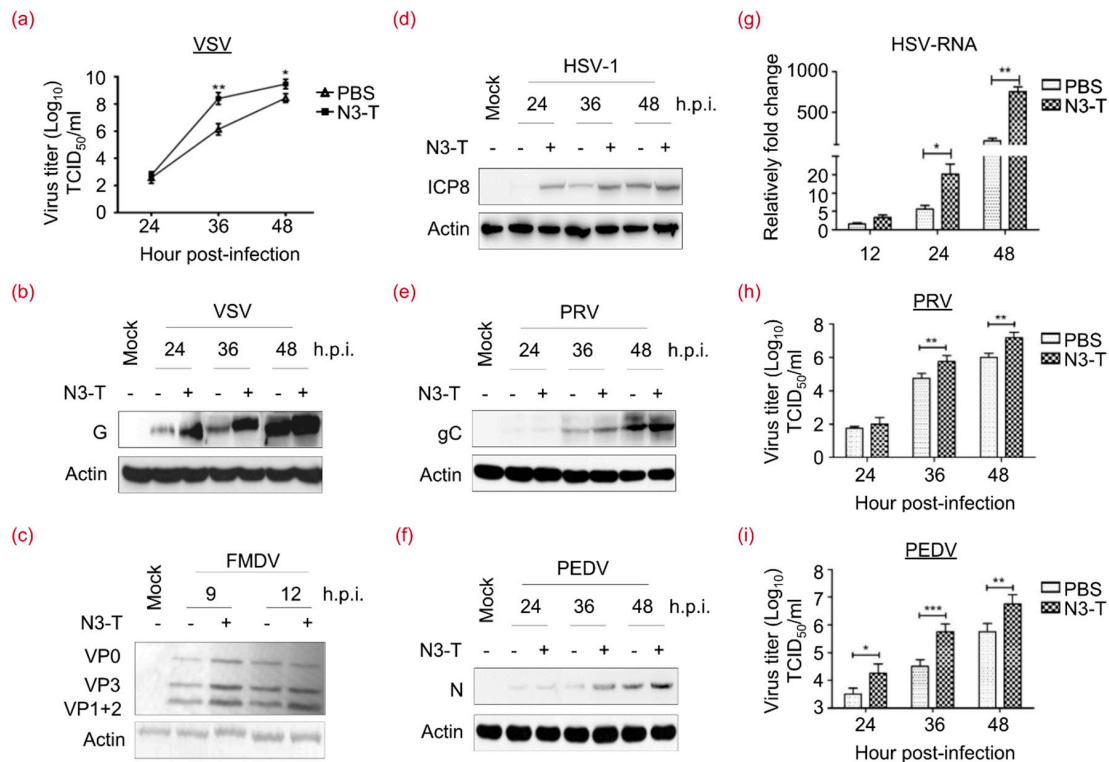 (a)
VSV
Virus titer (Log10)
TCID50/ml
10
8
6
4
2
0
**
*
PBS
N3-T
24 36 48
Hour post-infection
(b)
VSV
Mock 24 36 48 h.p.i.
N3-T - - + - + - +
G
Actin
(c)
FMDV
Mock 9 12 h.p.i.
N3-T - - + - +
VP0
VP3
VP1+2
Actin
(d)
HSV-1
Mock 24 36 48 h.p.i.
N3-T - - + - + - +
ICP8
Actin
(e)
PRV
Mock 24 36 48 h.p.i.
N3-T - - + - + - +
gC
Actin
(f)
PEDV
Mock 24 36 48 h.p.i.
N3-T - - + - + - +
N
Actin
(g)
HSV-RNA
Relatively fold change
1000
500
20
15
10
5
0
*
**
PBS
N3-T
12 24 48
(h)
PRV
Virus titer (Log10)
TCID50/ml
8
6
4
2
0
**
**
PBS
N3-T
24 36 48
Hour post-infection
(i)
PEDV
Virus titer (Log10)
TCID50/ml
8
7
6
5
4
3
*
***
**
PBS
N3-T
24 36 48
Hour post-infection